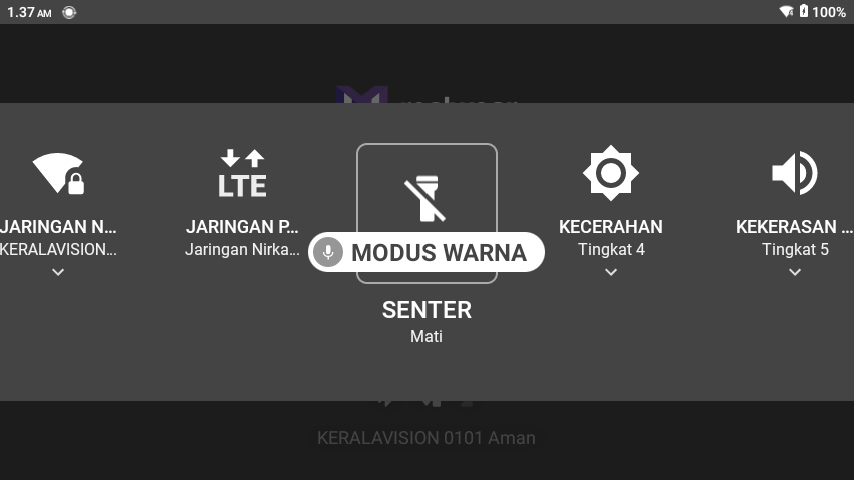 1.37 AM
100%
JARINGAN N...
KERALAVISION...
JARINGAN P...
Jaringan Nirka...
MODUS WARNA
SENTER
Mati
KECERAHAN
Tingkat 4
KEKERASAN ...
Tingkat 5
LTE
KERALAVISION 0101 Aman